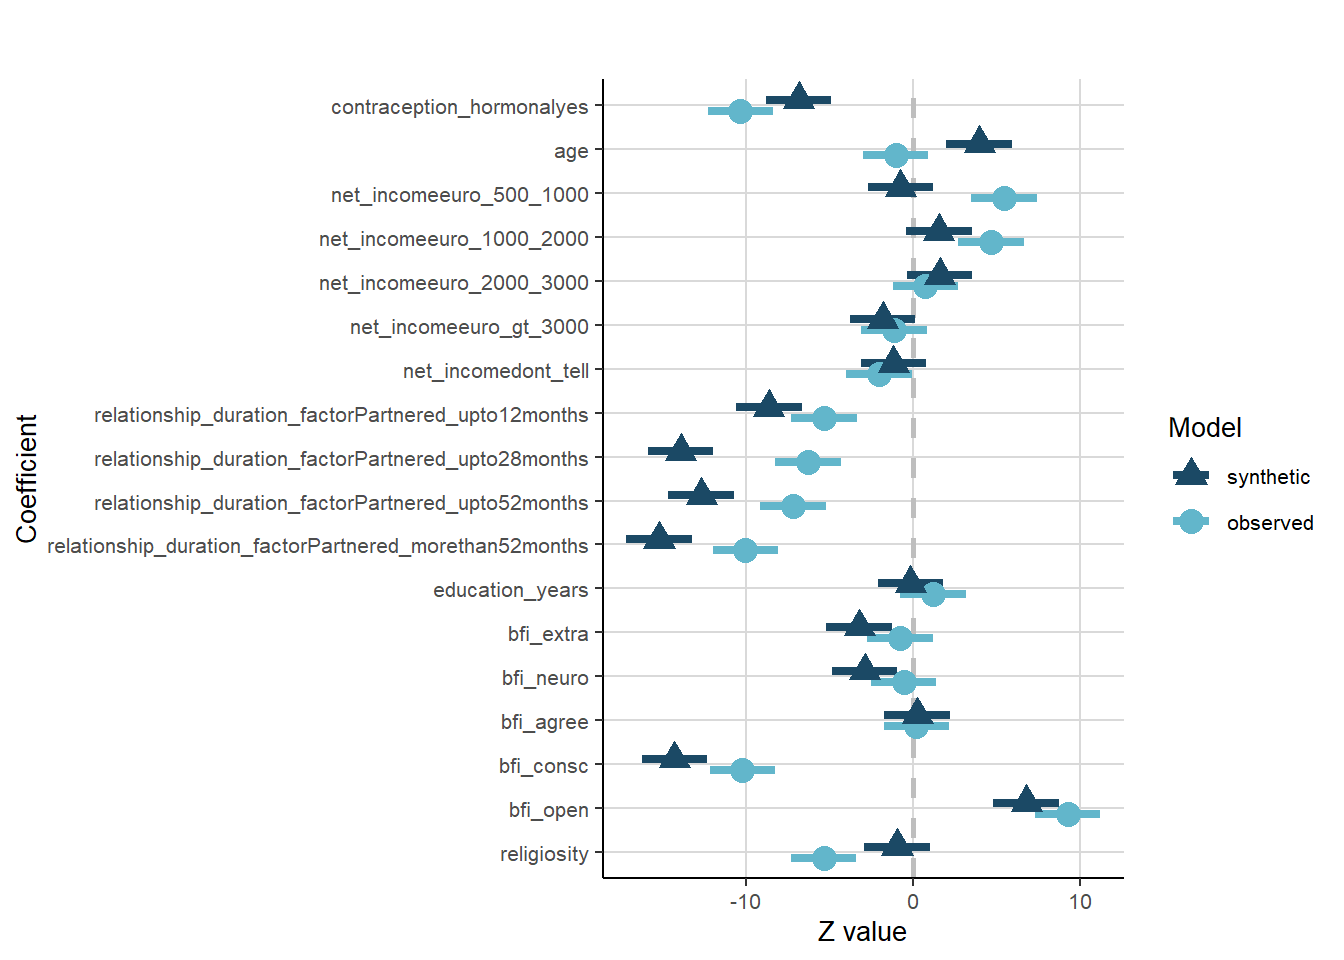 contraception_hormonalyes
age
net_incomeeuro_500_1000
net_incomeeuro_1000_2000
net_incomeeuro_2000_3000
net_incomeeuro_gt_3000
net_incomedont_tell
relationship_duration_factorPartnered_upto12months
relationship_duration_factorPartnered_upto28months
relationship_duration_factorPartnered_upto52months
relationship_duration_factorPartnered_morethan52months
education_years
bfi_extra
bfi_neuro
bfi_agree
bfi_consc
bfi_open
religiosity
Coefficient
-10 0 10
Z value
Model
synthetic
observed